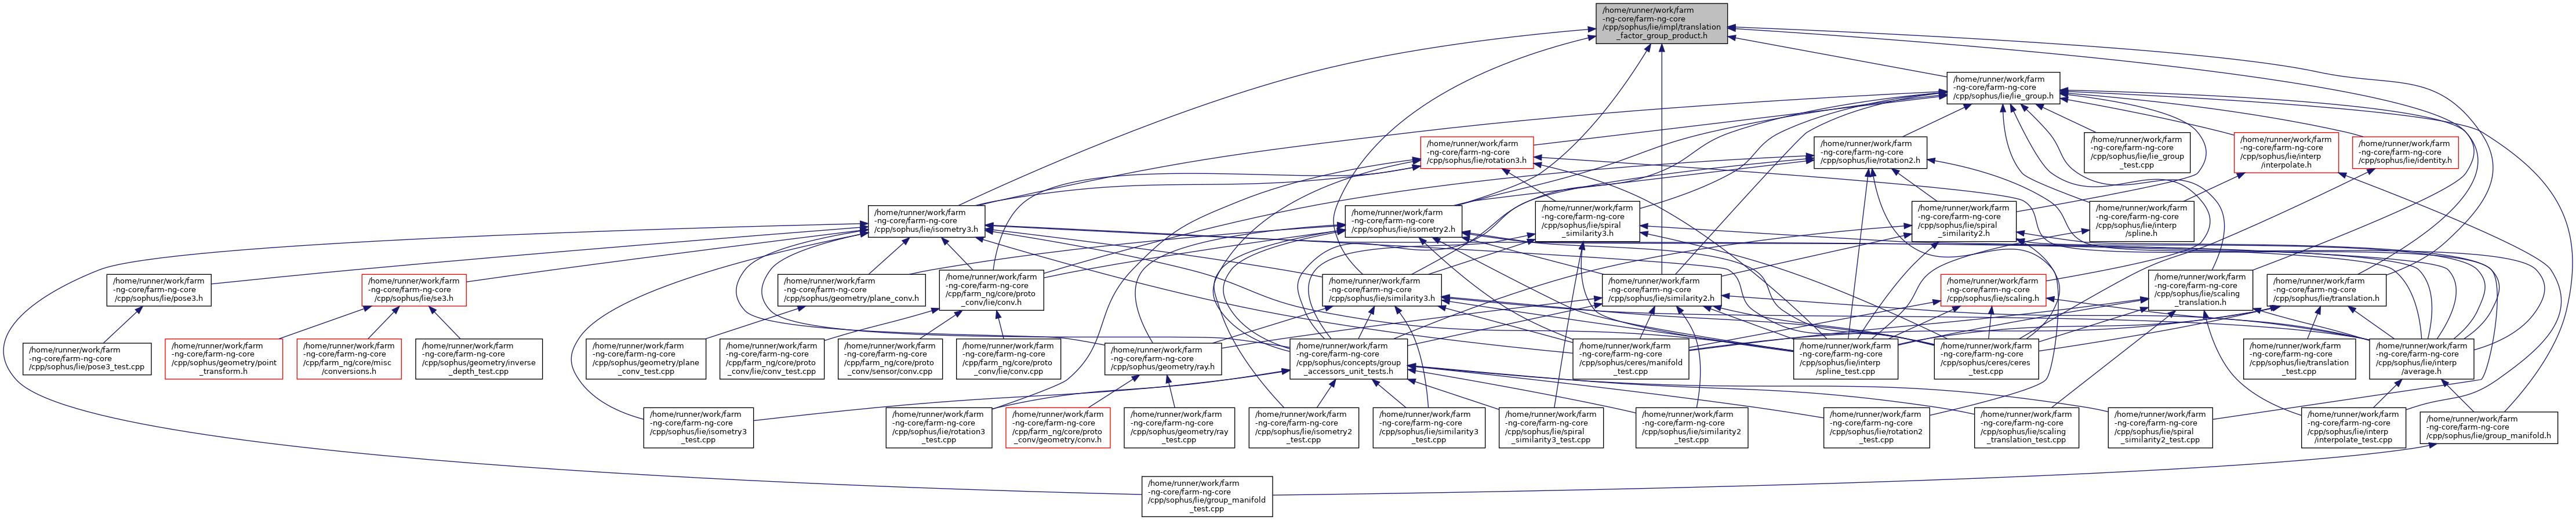 /home/runner/work/farm
-ng-core/farm-ng-core
/cpp/sophus/lie/impl/translation
_factor_group_product.h
/home/runner/work/farm
-ng-core/farm-ng-core
/cpp/sophus/lie/lie_group.h
/home/runner/work/farm
-ng-core/farm-ng-core
/cpp/sophus/lie/rotation3.h
/home/runner/work/farm
-ng-core/farm-ng-core
/cpp/sophus/lie/rotation2.h
/home/runner/work/farm
-ng-core/farm-ng-core
/cpp/sophus/lie/lie_group
_test.cpp
/home/runner/work/farm
-ng-core/farm-ng-core
/cpp/sophus/lie/interp
/interpolate.h
/home/runner/work/farm
-ng-core/farm-ng-core
/cpp/sophus/lie/identity.h
/home/runner/work/farm
-ng-core/farm-ng-core
/cpp/sophus/lie/isometry3.h
/home/runner/work/farm
-ng-core/farm-ng-core
/cpp/sophus/lie/isometry2.h
/home/runner/work/farm
-ng-core/farm-ng-core
/cpp/sophus/lie/spiral
_similarity3.h
/home/runner/work/farm
-ng-core/farm-ng-core
/cpp/sophus/lie/spiral
_similarity2.h
/home/runner/work/farm
-ng-core/farm-ng-core
/cpp/sophus/lie/interp
/spline.h
/home/runner/work/farm
-ng-core/farm-ng-core
/cpp/sophus/lie/pose3.h
/home/runner/work/farm
-ng-core/farm-ng-core
/cpp/sophus/lie/se3.h
/home/runner/work/farm
-ng-core/farm-ng-core
/cpp/sophus/geometry/plane_conv.h
/home/runner/work/farm
-ng-core/farm-ng-core
/cpp/farm_ng/core/proto
_conv/lie/conv.h
/home/runner/work/farm
-ng-core/farm-ng-core
/cpp/sophus/lie/similarity3.h
/home/runner/work/farm
-ng-core/farm-ng-core
/cpp/sophus/lie/similarity2.h
/home/runner/work/farm
-ng-core/farm-ng-core
/cpp/sophus/lie/scaling.h
/home/runner/work/farm
-ng-core/farm-ng-core
/cpp/sophus/lie/scaling
_translation.h
/home/runner/work/farm
-ng-core/farm-ng-core
/cpp/sophus/lie/translation.h
/home/runner/work/farm
-ng-core/farm-ng-core
/cpp/sophus/lie/pose3_test.cpp
/home/runner/work/farm
-ng-core/farm-ng-core
/cpp/sophus/geometry/point
_transform.h
/home/runner/work/farm
-ng-core/farm-ng-core
/cpp/farm_ng/core/misc
/conversions.h
/home/runner/work/farm
-ng-core/farm-ng-core
/cpp/sophus/geometry/inverse
_depth_test.cpp
/home/runner/work/farm
-ng-core/farm-ng-core
/cpp/sophus/geometry/plane
_conv_test.cpp
/home/runner/work/farm
-ng-core/farm-ng-core
/cpp/farm_ng/core/proto
_conv/lie/conv_test.cpp
/home/runner/work/farm
-ng-core/farm-ng-core
/cpp/farm_ng/core/proto
_conv/sensor/conv.cpp
/home/runner/work/farm
-ng-core/farm-ng-core
/cpp/farm_ng/core/proto
_conv/lie/conv.cpp
/home/runner/work/farm
-ng-core/farm-ng-core
/cpp/sophus/geometry/ray.h
/home/runner/work/farm
-ng-core/farm-ng-core
/cpp/sophus/concepts/group
_accessors_unit_tests.h
/home/runner/work/farm
-ng-core/farm-ng-core
/cpp/sophus/ceres/manifold
_test.cpp
/home/runner/work/farm
-ng-core/farm-ng-core
/cpp/sophus/lie/interp
/spline_test.cpp
/home/runner/work/farm
-ng-core/farm-ng-core
/cpp/sophus/ceres/ceres
_test.cpp
/home/runner/work/farm
-ng-core/farm-ng-core
/cpp/sophus/lie/translation
_test.cpp
/home/runner/work/farm
-ng-core/farm-ng-core
/cpp/sophus/lie/interp
/average.h
/home/runner/work/farm
-ng-core/farm-ng-core
/cpp/sophus/lie/isometry3
_test.cpp
/home/runner/work/farm
-ng-core/farm-ng-core
/cpp/sophus/lie/rotation3
_test.cpp
/home/runner/work/farm
-ng-core/farm-ng-core
/cpp/farm_ng/core/proto
_conv/geometry/conv.h
/home/runner/work/farm
-ng-core/farm-ng-core
/cpp/sophus/geometry/ray
_test.cpp
/home/runner/work/farm
-ng-core/farm-ng-core
/cpp/sophus/lie/isometry2
_test.cpp
/home/runner/work/farm
-ng-core/farm-ng-core
/cpp/sophus/lie/similarity3
_test.cpp
/home/runner/work/farm
-ng-core/farm-ng-core
/cpp/sophus/lie/spiral
_similarity3_test.cpp
/home/runner/work/farm
-ng-core/farm-ng-core
/cpp/sophus/lie/similarity2
_test.cpp
/home/runner/work/farm
-ng-core/farm-ng-core
/cpp/sophus/lie/rotation2
_test.cpp
/home/runner/work/farm
-ng-core/farm-ng-core
/cpp/sophus/lie/scaling
_translation_test.cpp
/home/runner/work/farm
-ng-core/farm-ng-core
/cpp/sophus/lie/spiral
_similarity2_test.cpp
/home/runner/work/farm
-ng-core/farm-ng-core
/cpp/sophus/lie/interp
/interpolate_test.cpp
/home/runner/work/farm
-ng-core/farm-ng-core
/cpp/sophus/lie/group_manifold.h
/home/runner/work/farm
-ng-core/farm-ng-core
/cpp/sophus/lie/group_manifold
_test.cpp